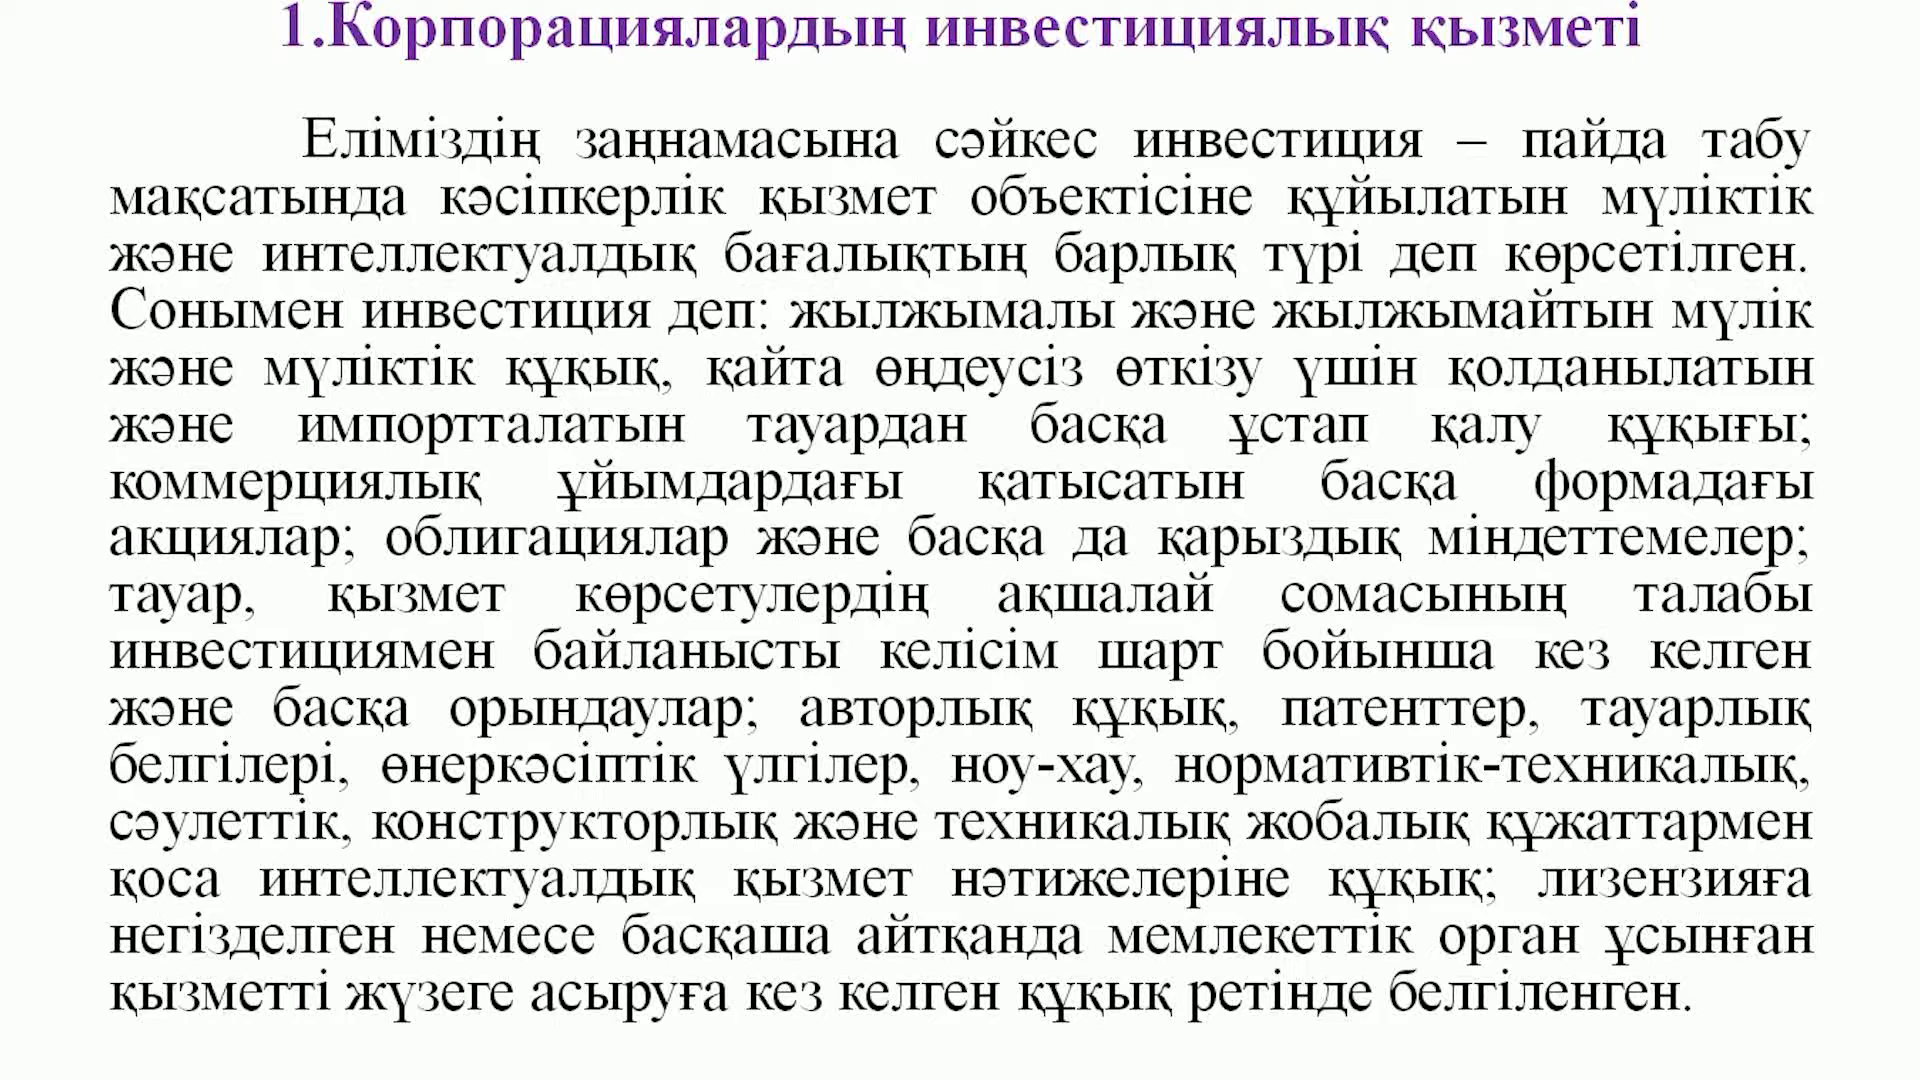 1.Корпорациялардың инвестициялық қызметі
Еліміздің заңнамасына сәйкес инвестиция – пайда табу
мақсатында кәсіпкерлік қызмет объектісіне құйылатын мүліктік
және интеллектуалдық бағалықтың барлық түрі деп көрсетілген.
Сонымен инвестиция деп: жылжымалы және жылжымайтын мүлік
және мүліктік құқық, қайта өңдеусіз өткізу үшін қолданылатын
және импортталатын тауардан басқа ұстап қалу құқығы;
коммерциялық ұйымдардағы қатысатын басқа формадағы
акциялар; облигациялар және басқа да қарыздық міндеттемелер;
тауар, қызмет көрсетулердің ақшалай сомасының талабы
инвестициямен байланысты келісім шарт бойынша кез келген
және басқа орындаулар; авторлық құқық, патенттер, тауарлық
белгілері, өнеркәсіптік үлгілер, ноу-хау, нормативтік-техникалық,
сәулеттік, конструкторлық және техникалық жобалық құжаттармен
қоса интеллектуалдық қызмет нәтижелеріне құқық; лизензияға
негізделген немесе басқаша айтқанда мемлекеттік орган ұсынған
қызметті жүзеге асыруға кез келген құқық ретінде белгіленген.